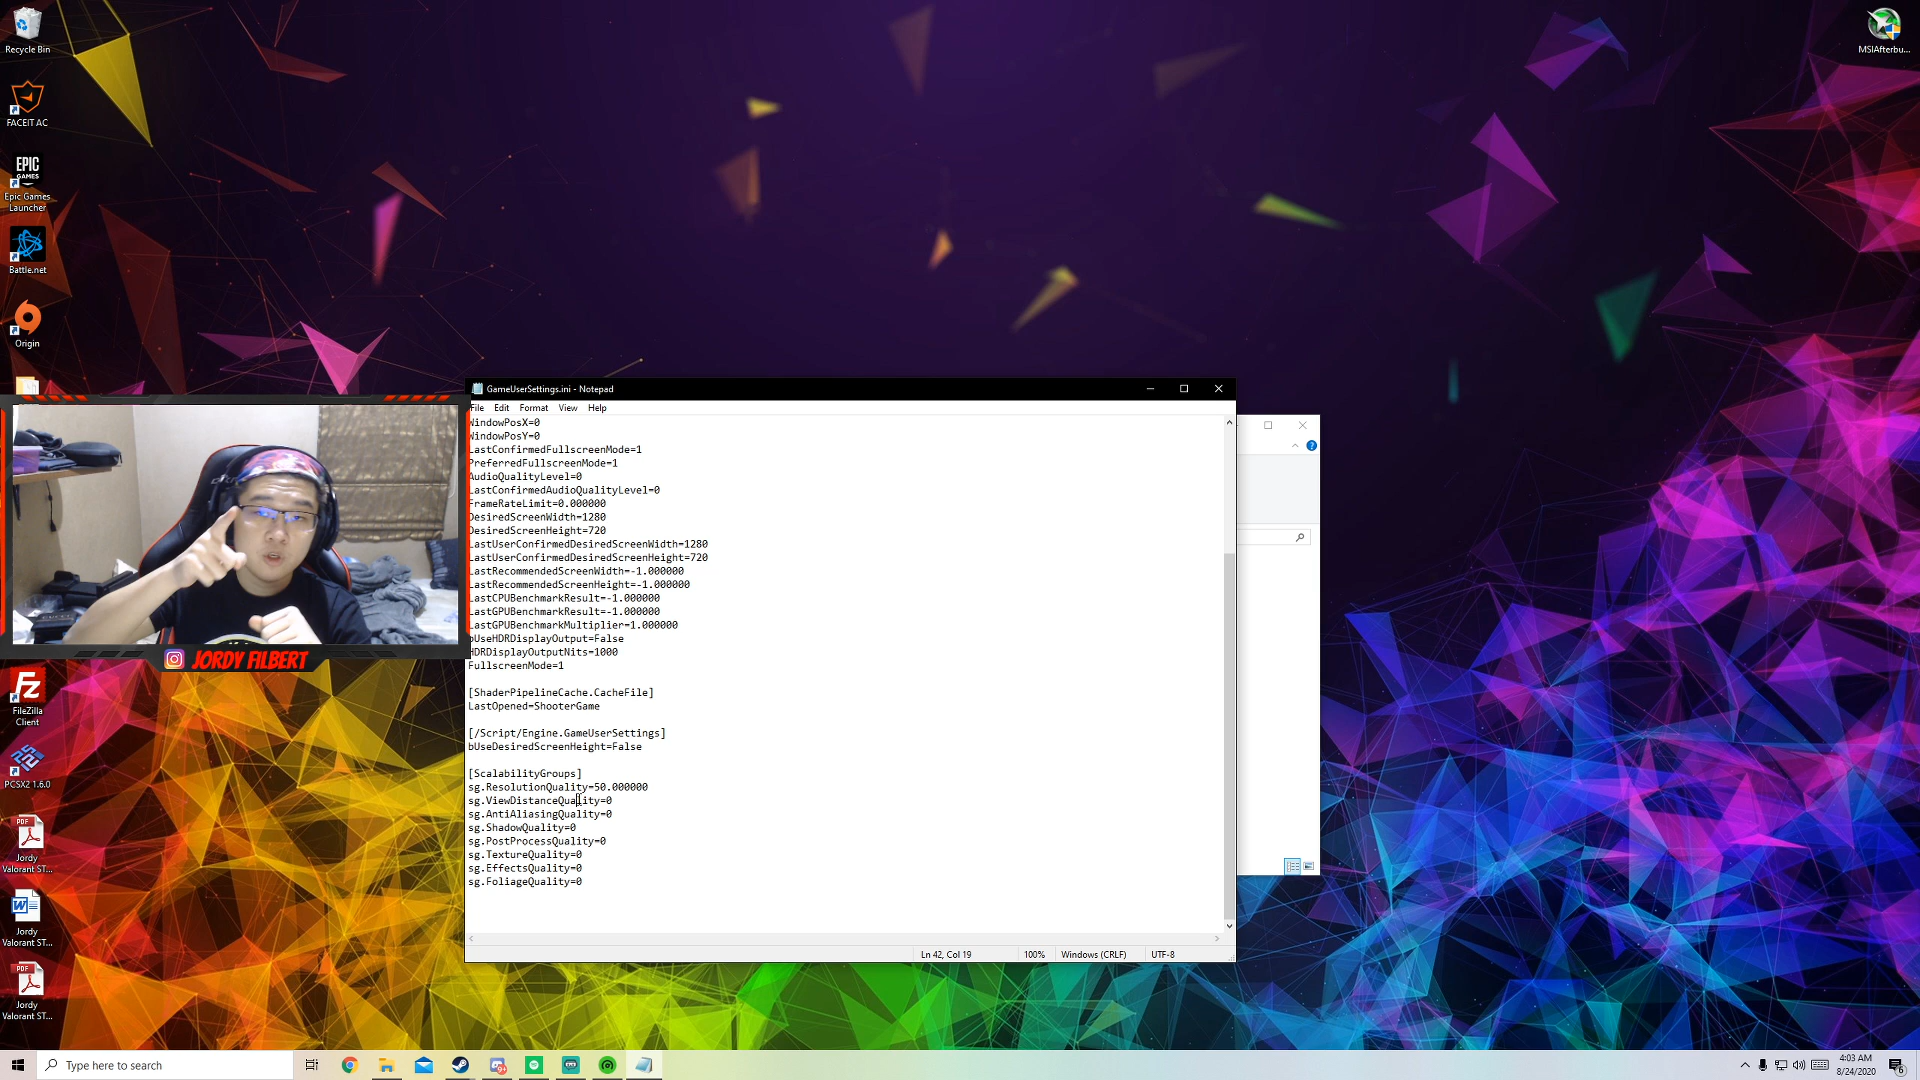 Recycle Bin
FACEIT AC
EPIC
GAMES
Epic Games
Launcher
Battle.net
Origin
MSIAfterbu...
JORDY FILBERT
Fz
FileZilla
Client
PCSX2 1.6.0
PDF
Jordy
Valorant ST...
W
Jordy
Valorant ST...
PDF
Jordy
Valorant ST...
GameUserSettings.ini - Notepad
File Edit Format View Help
WindowPosX=0
WindowPosY=0
LastConfirmedFullscreenMode=1
PreferredFullscreenMode=1
AudioQualityLevel=0
LastConfirmedAudioQualityLevel=0
FrameRateLimit=0.000000
DesiredScreenWidth=1280
DesiredScreenHeight=720
LastUserConfirmedDesiredScreenWidth=1280
LastUserConfirmedDesiredScreenHeight=720
LastRecommendedScreenWidth=-1.000000
LastRecommendedScreenHeight=-1.000000
LastCPUBenchmarkResult=-1.000000
LastGPUBenchmarkResult=-1.000000
LastGPUBenchmarkMultiplier=1.000000
bUseHDRDisplayOutput=False
HDRDisplayOutputNits=1000
FullscreenMode=1
[ShaderPipelineCache.CacheFile]
LastOpened=ShooterGame
[/Script/Engine.GameUserSettings]
bUseDesiredScreenHeight=False
[ScalabilityGroups]
sg.ResolutionQuality=50.000000
sg.ViewDistanceQuality=0
sg.AntiAliasingQuality=0
sg.ShadowQuality=0
sg.PostProcessQuality=0
sg.TextureQuality=0
sg.EffectsQuality=0
sg.FoliageQuality=0
Ln 42, Col 19 100% Windows (CRLF) UTF-8
Type here to search
4:03 AM
8/24/2020